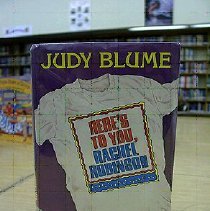 JUDY BLUME
HERE'S
TO YOU,
RACHEL
ROBINSON